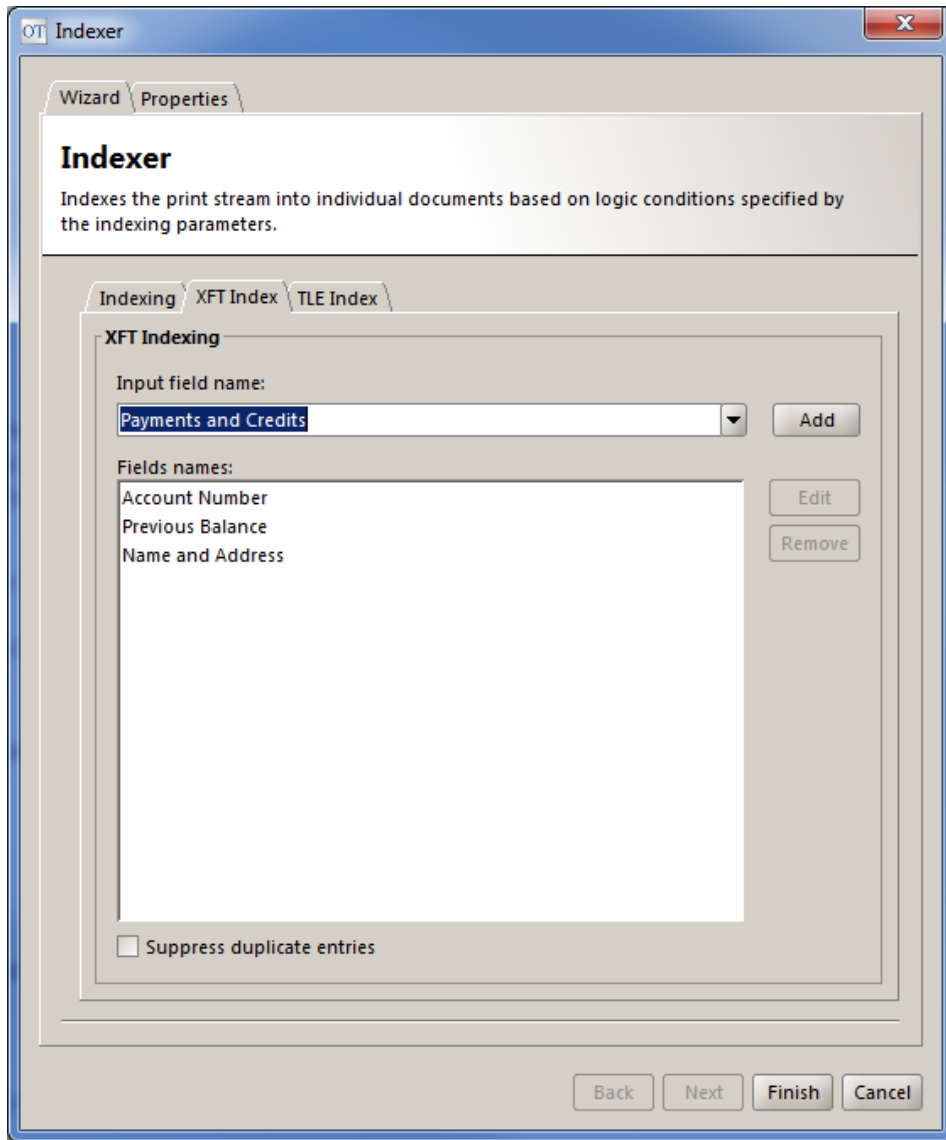 OT Indexer
X
Wizard Properties
Indexer
Indexes the print stream into individual documents based on logic conditions specified by
the indexing parameters.
Indexing XFT Index TLE Index
XFT Indexing
Input field name:
Payments and Credits Add
Fields names:
Account Number Edit
Previous Balance
Name and Address Remove
Suppress duplicate entries
Back Next Finish Cancel